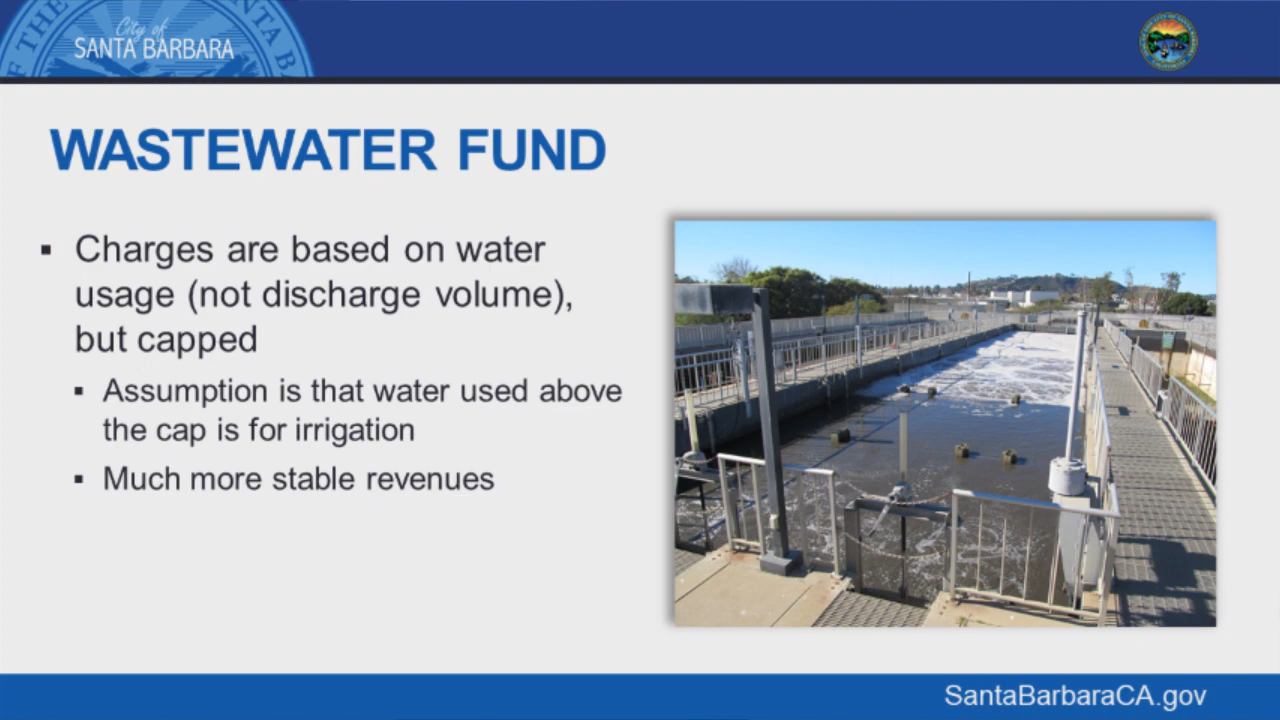 City of
SANTA BARBARA
WASTEWATER FUND
▪ Charges are based on water
usage (not discharge volume),
but capped
▪ Assumption is that water used above
the cap is for irrigation
▪ Much more stable revenues
SantaBarbaraCA.gov